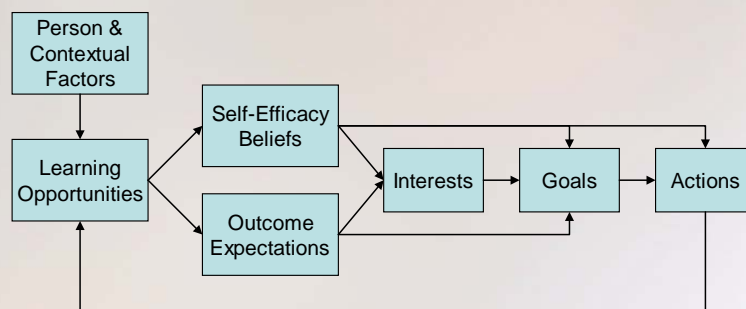 Person &
Contextual
Factors
Learning
Opportunities
Self-Efficacy
Beliefs
Outcome
Expectations
Interests
Goals
Actions